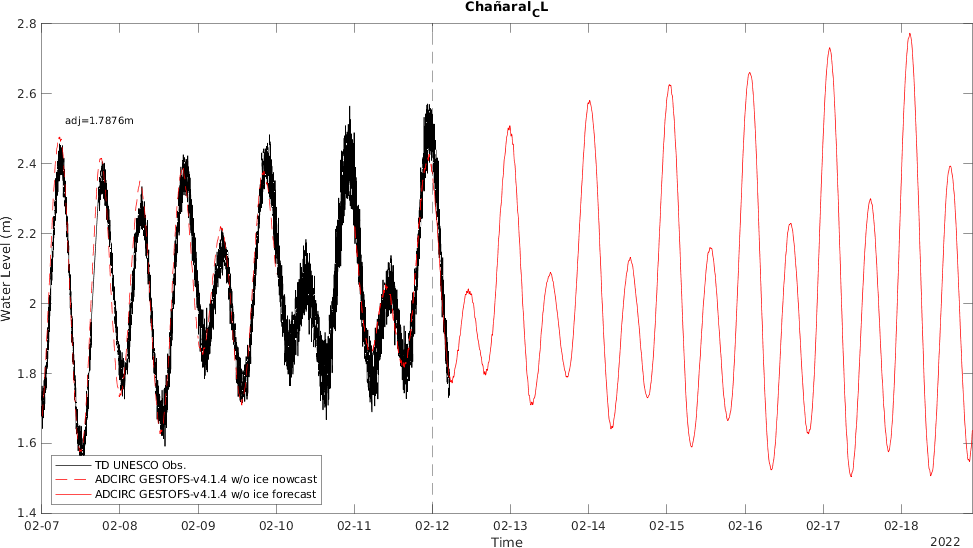 Chañaral_CL
2.8
2.6
2.4
2.2
2
1.8
1.6
1.4
Water Level (m)
adj=1.7876m
TD UNESCO Obs.
ADCIRC GESTOFS-v4.1.4 w/o ice nowcast
ADCIRC GESTOFS-v4.1.4 w/o ice forecast
02-07 02-08 02-09 02-10 02-11 02-12 02-13 02-14 02-15 02-16 02-17 02-18
Time
2022